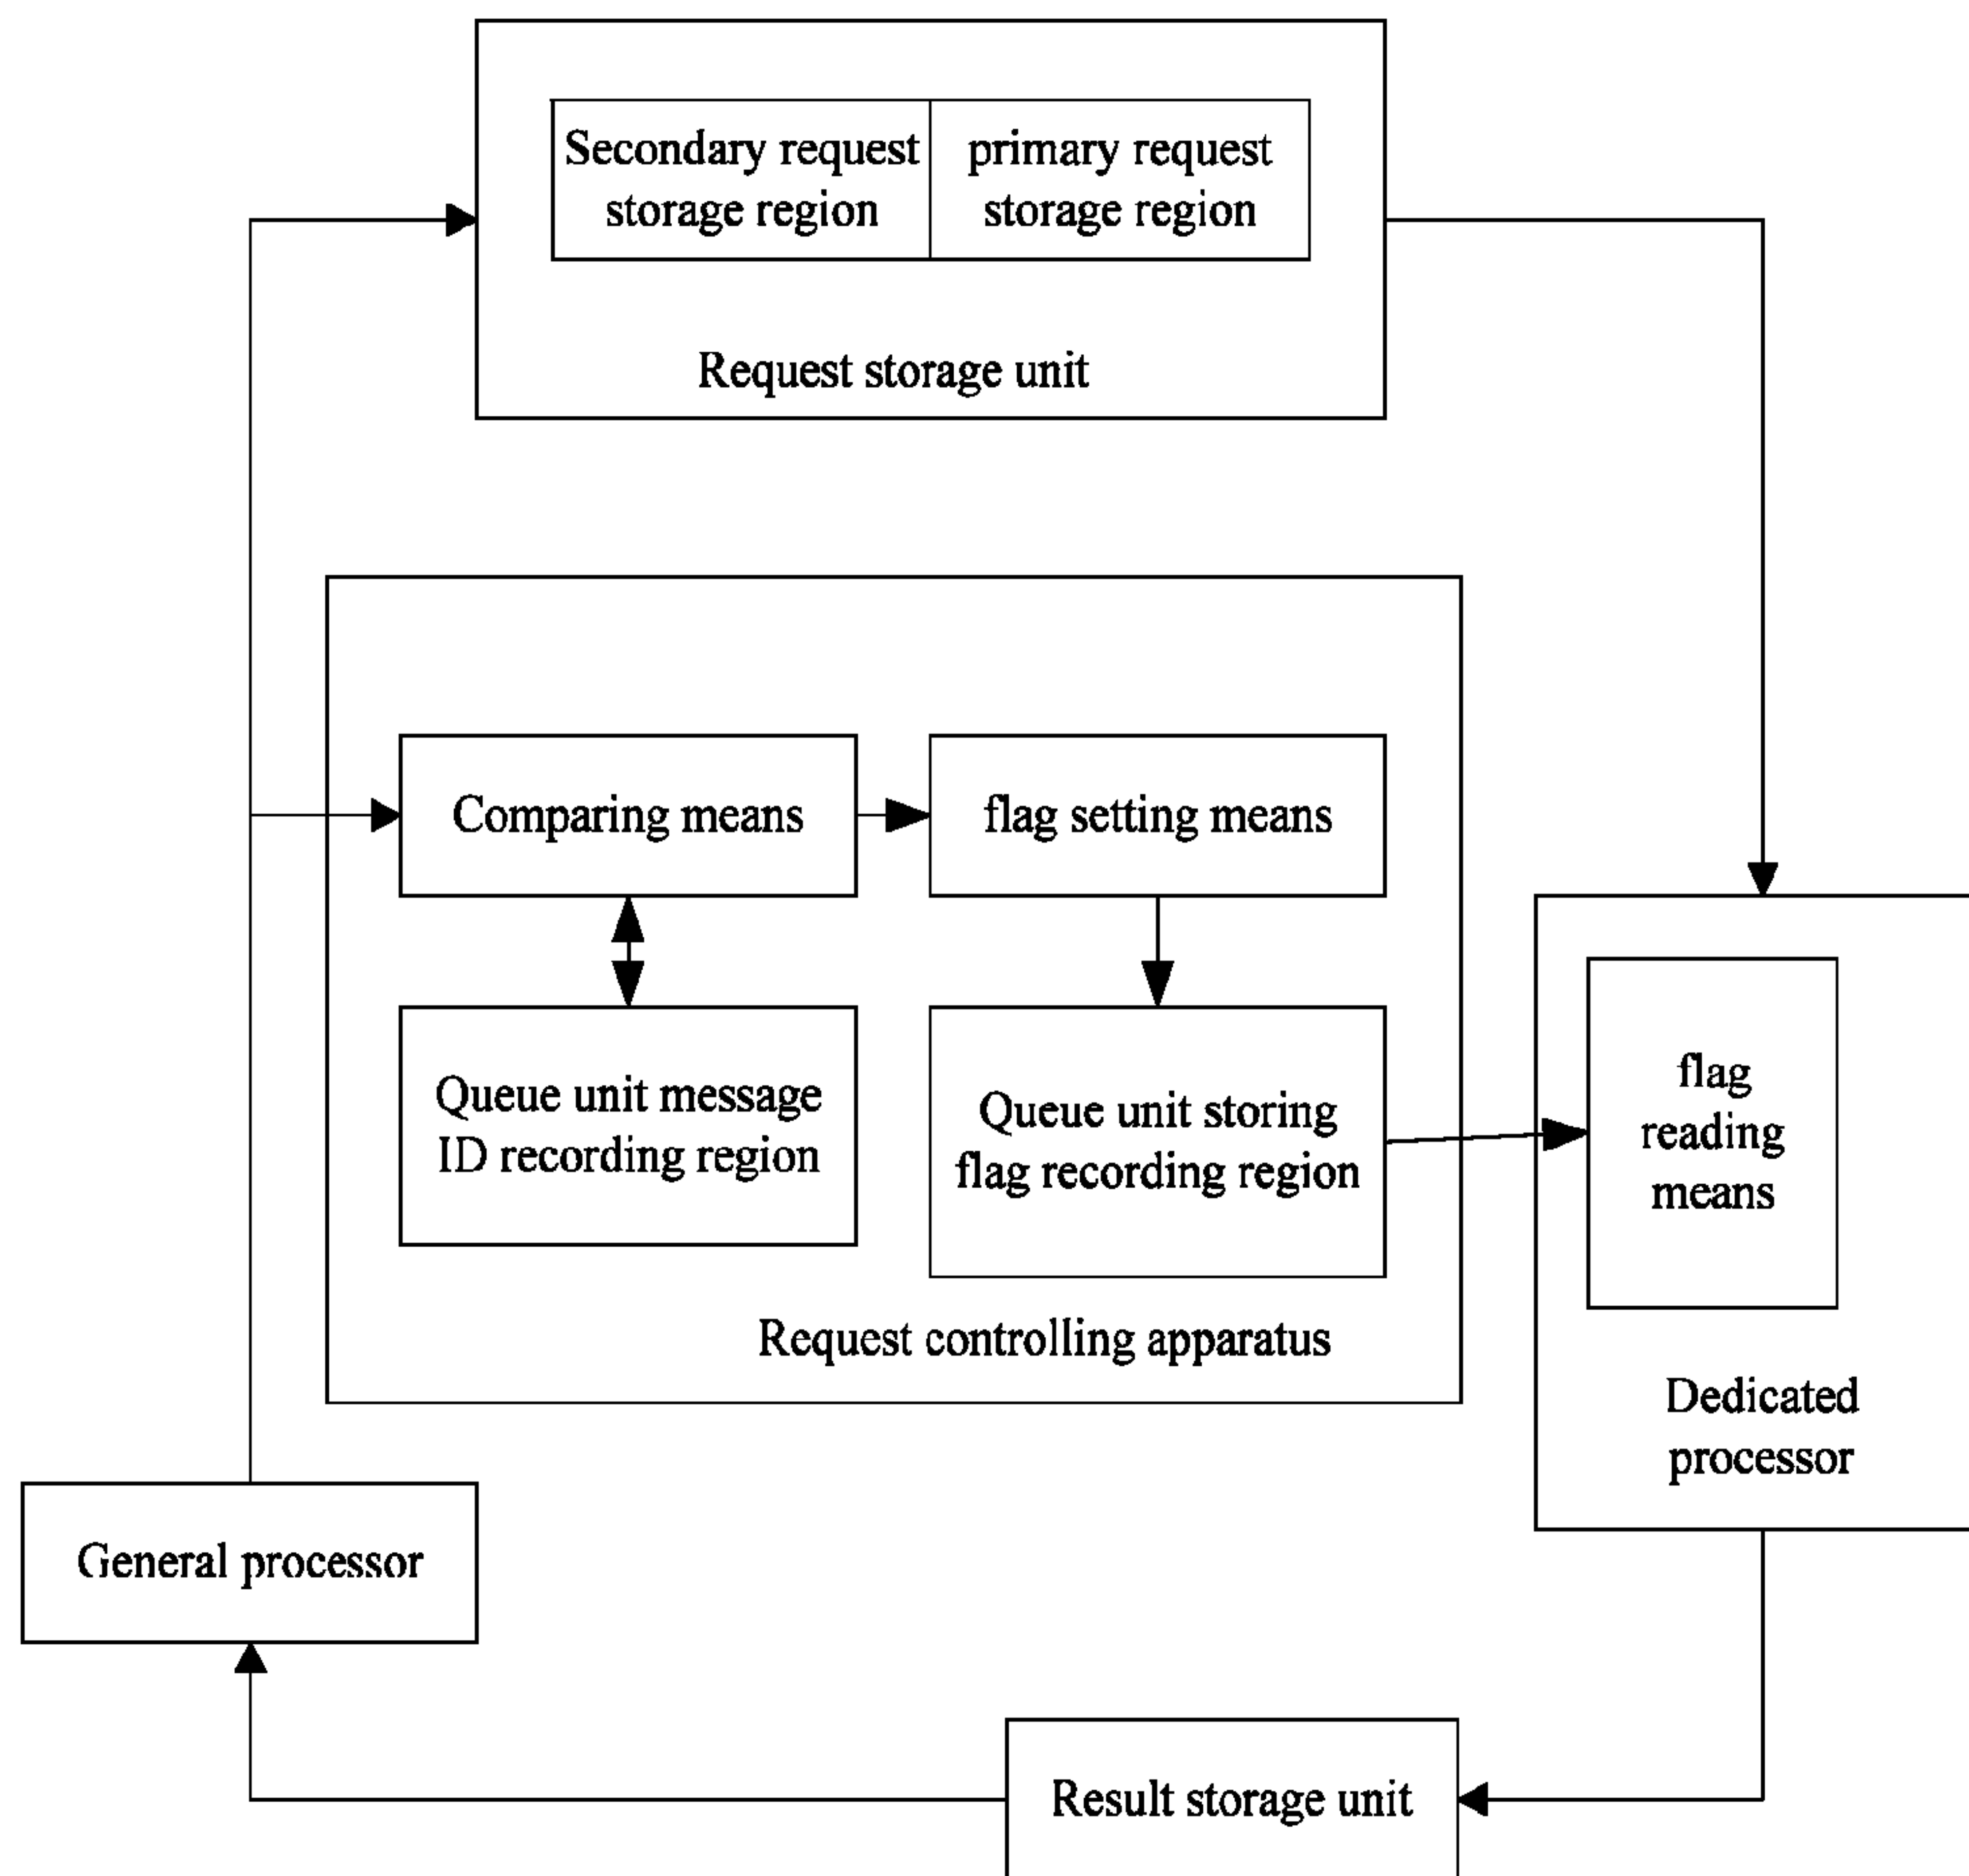 Secondary request
storage region
primary request
storage region
Request storage unit
Comparing means
flag setting means
Queue unit message
ID recording region
Queue unit storing
flag recording region
flag
reading
means
Request controlling apparatus
Dedicated
processor
General processor
Result storage unit